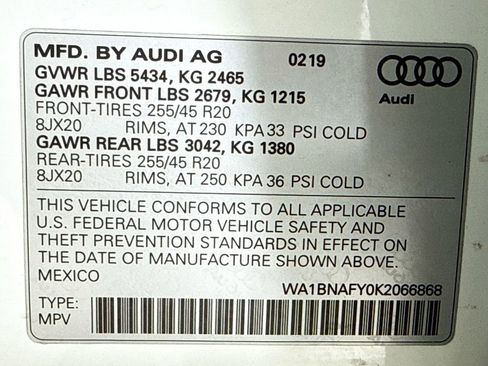 MFD. BY AUDI AG 0219
GVWR LBS 5434, KG 2465
GAWR FRONT LBS 2679, KG 1215
FRONT-TIRES 255/45 R20
8JX20 RIMS, AT 230 KPA 33 PSI COLD
GAWR REAR LBS 3042, KG 1380
REAR-TIRES 255/45 R20
8JX20 RIMS, AT 250 KPA 36 PSI COLD
Audi
THIS VEHICLE CONFORMS TO ALL APPLICABLE
U.S. FEDERAL MOTOR VEHICLE SAFETY AND
THEFT PREVENTION STANDARDS IN EFFECT ON
THE DATE OF MANUFACTURE SHOWN ABOVE.
MEXICO
WA1BNAFY0K2066868
TYPE:
MPV